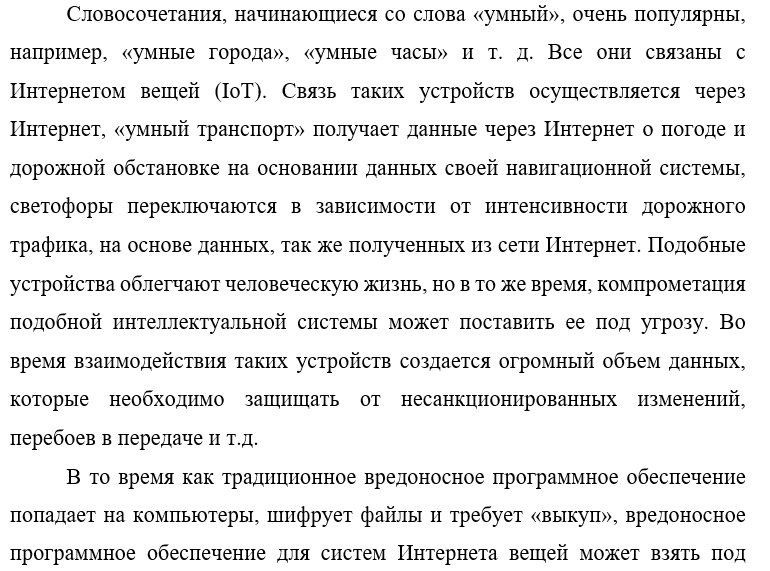 Словосочетания, начинающиеся со слова «умный», очень популярны,
например, «умные города», «умные часы» и т. д. Все они связаны с
Интернетом вещей (IoT). Связь таких устройств осуществляется через
Интернет, «умный транспорт» получает данные через Интернет о погоде и
дорожной обстановке на основании данных своей навигационной системы,
светофоры переключаются в зависимости от интенсивности дорожного
трафика, на основе данных, так же полученных из сети Интернет. Подобные
устройства облегчают человеческую жизнь, но в то же время, компрометация
подобной интеллектуальной системы может поставить ее под угрозу. Во
время взаимодействия таких устройств создается огромный объем данных,
которые необходимо защищать от несанкционированных изменений,
перебоев в передаче и т.д.
В то время как традиционное вредоносное программное обеспечение
попадает на компьютеры, шифрует файлы и требует «выкуп», вредоносное
программное обеспечение для систем Интернета вещей может взять под